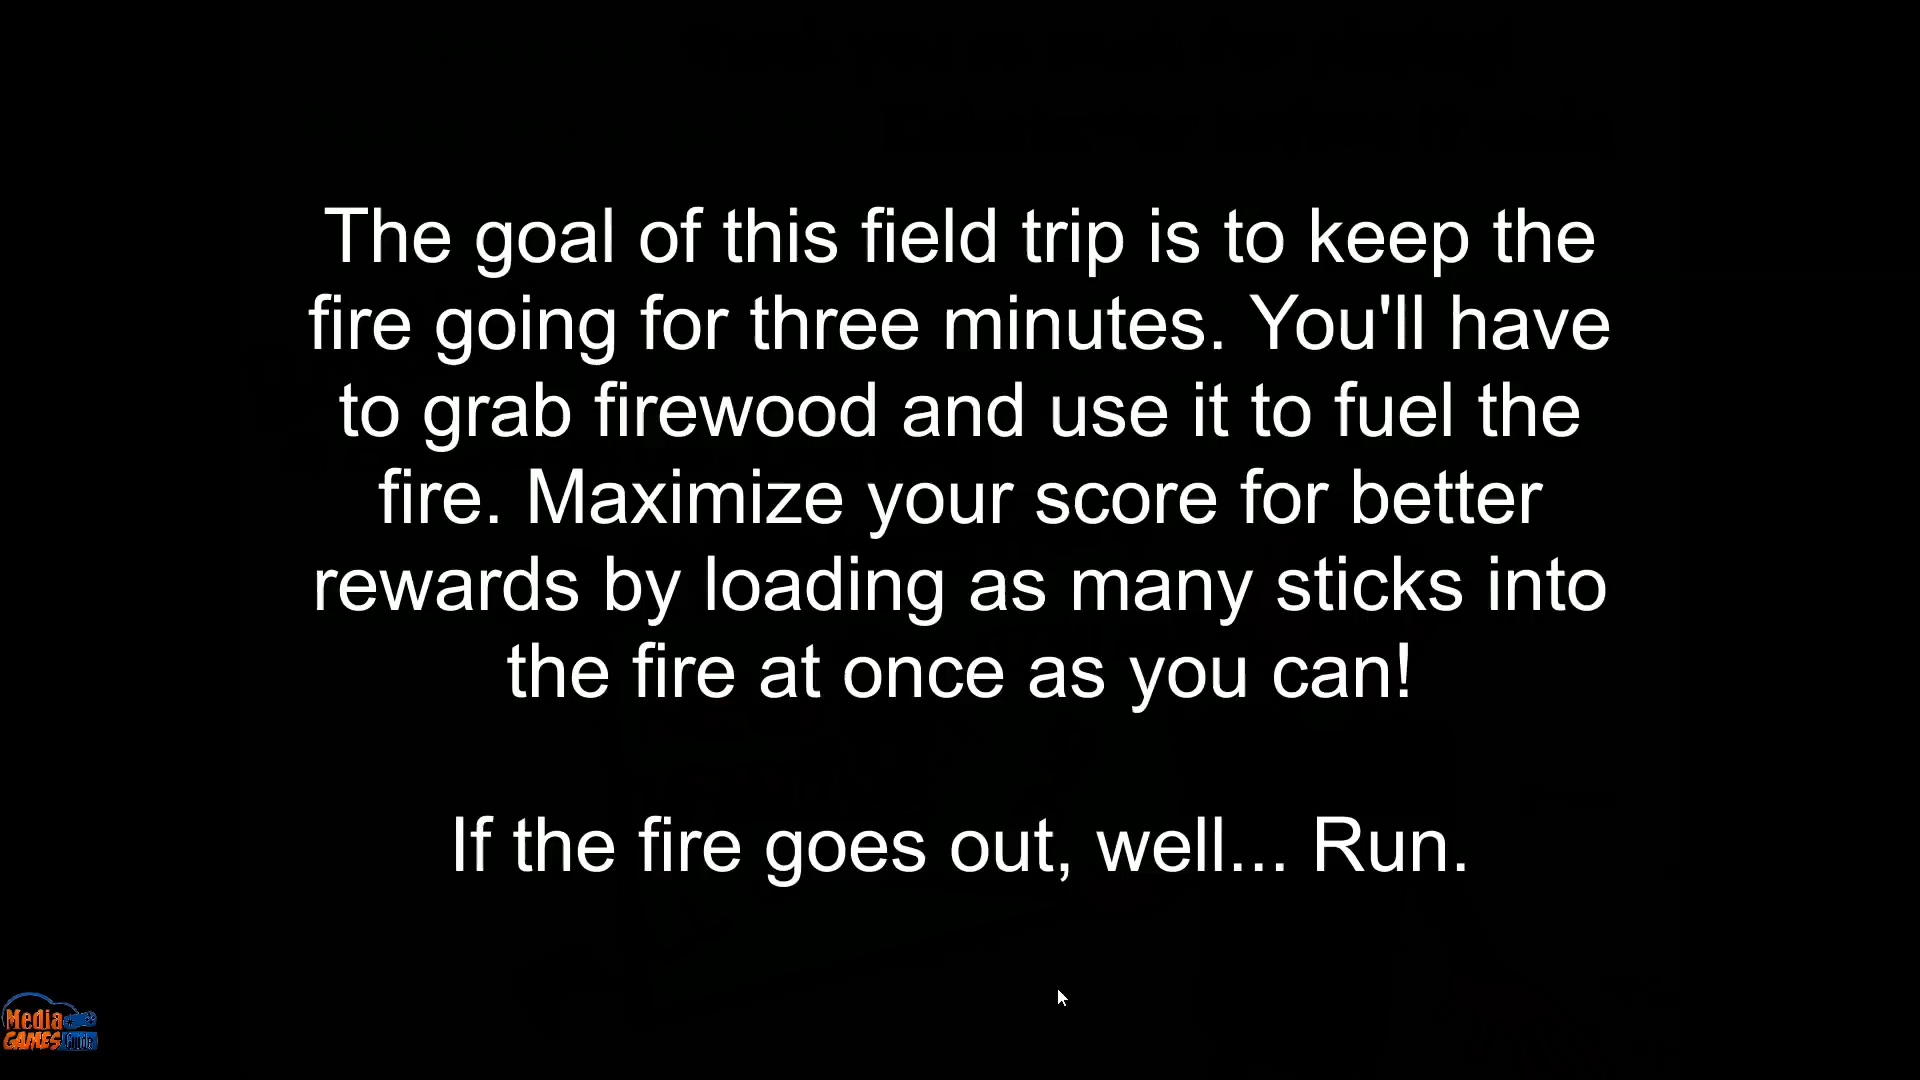 The goal of this field trip is to keep the
fire going for three minutes. You'll have
to grab firewood and use it to fuel the
fire. Maximize your score for better
rewards by loading as many sticks into
the fire at once as you can!
If the fire goes out, well... Run.
Media
GAMES